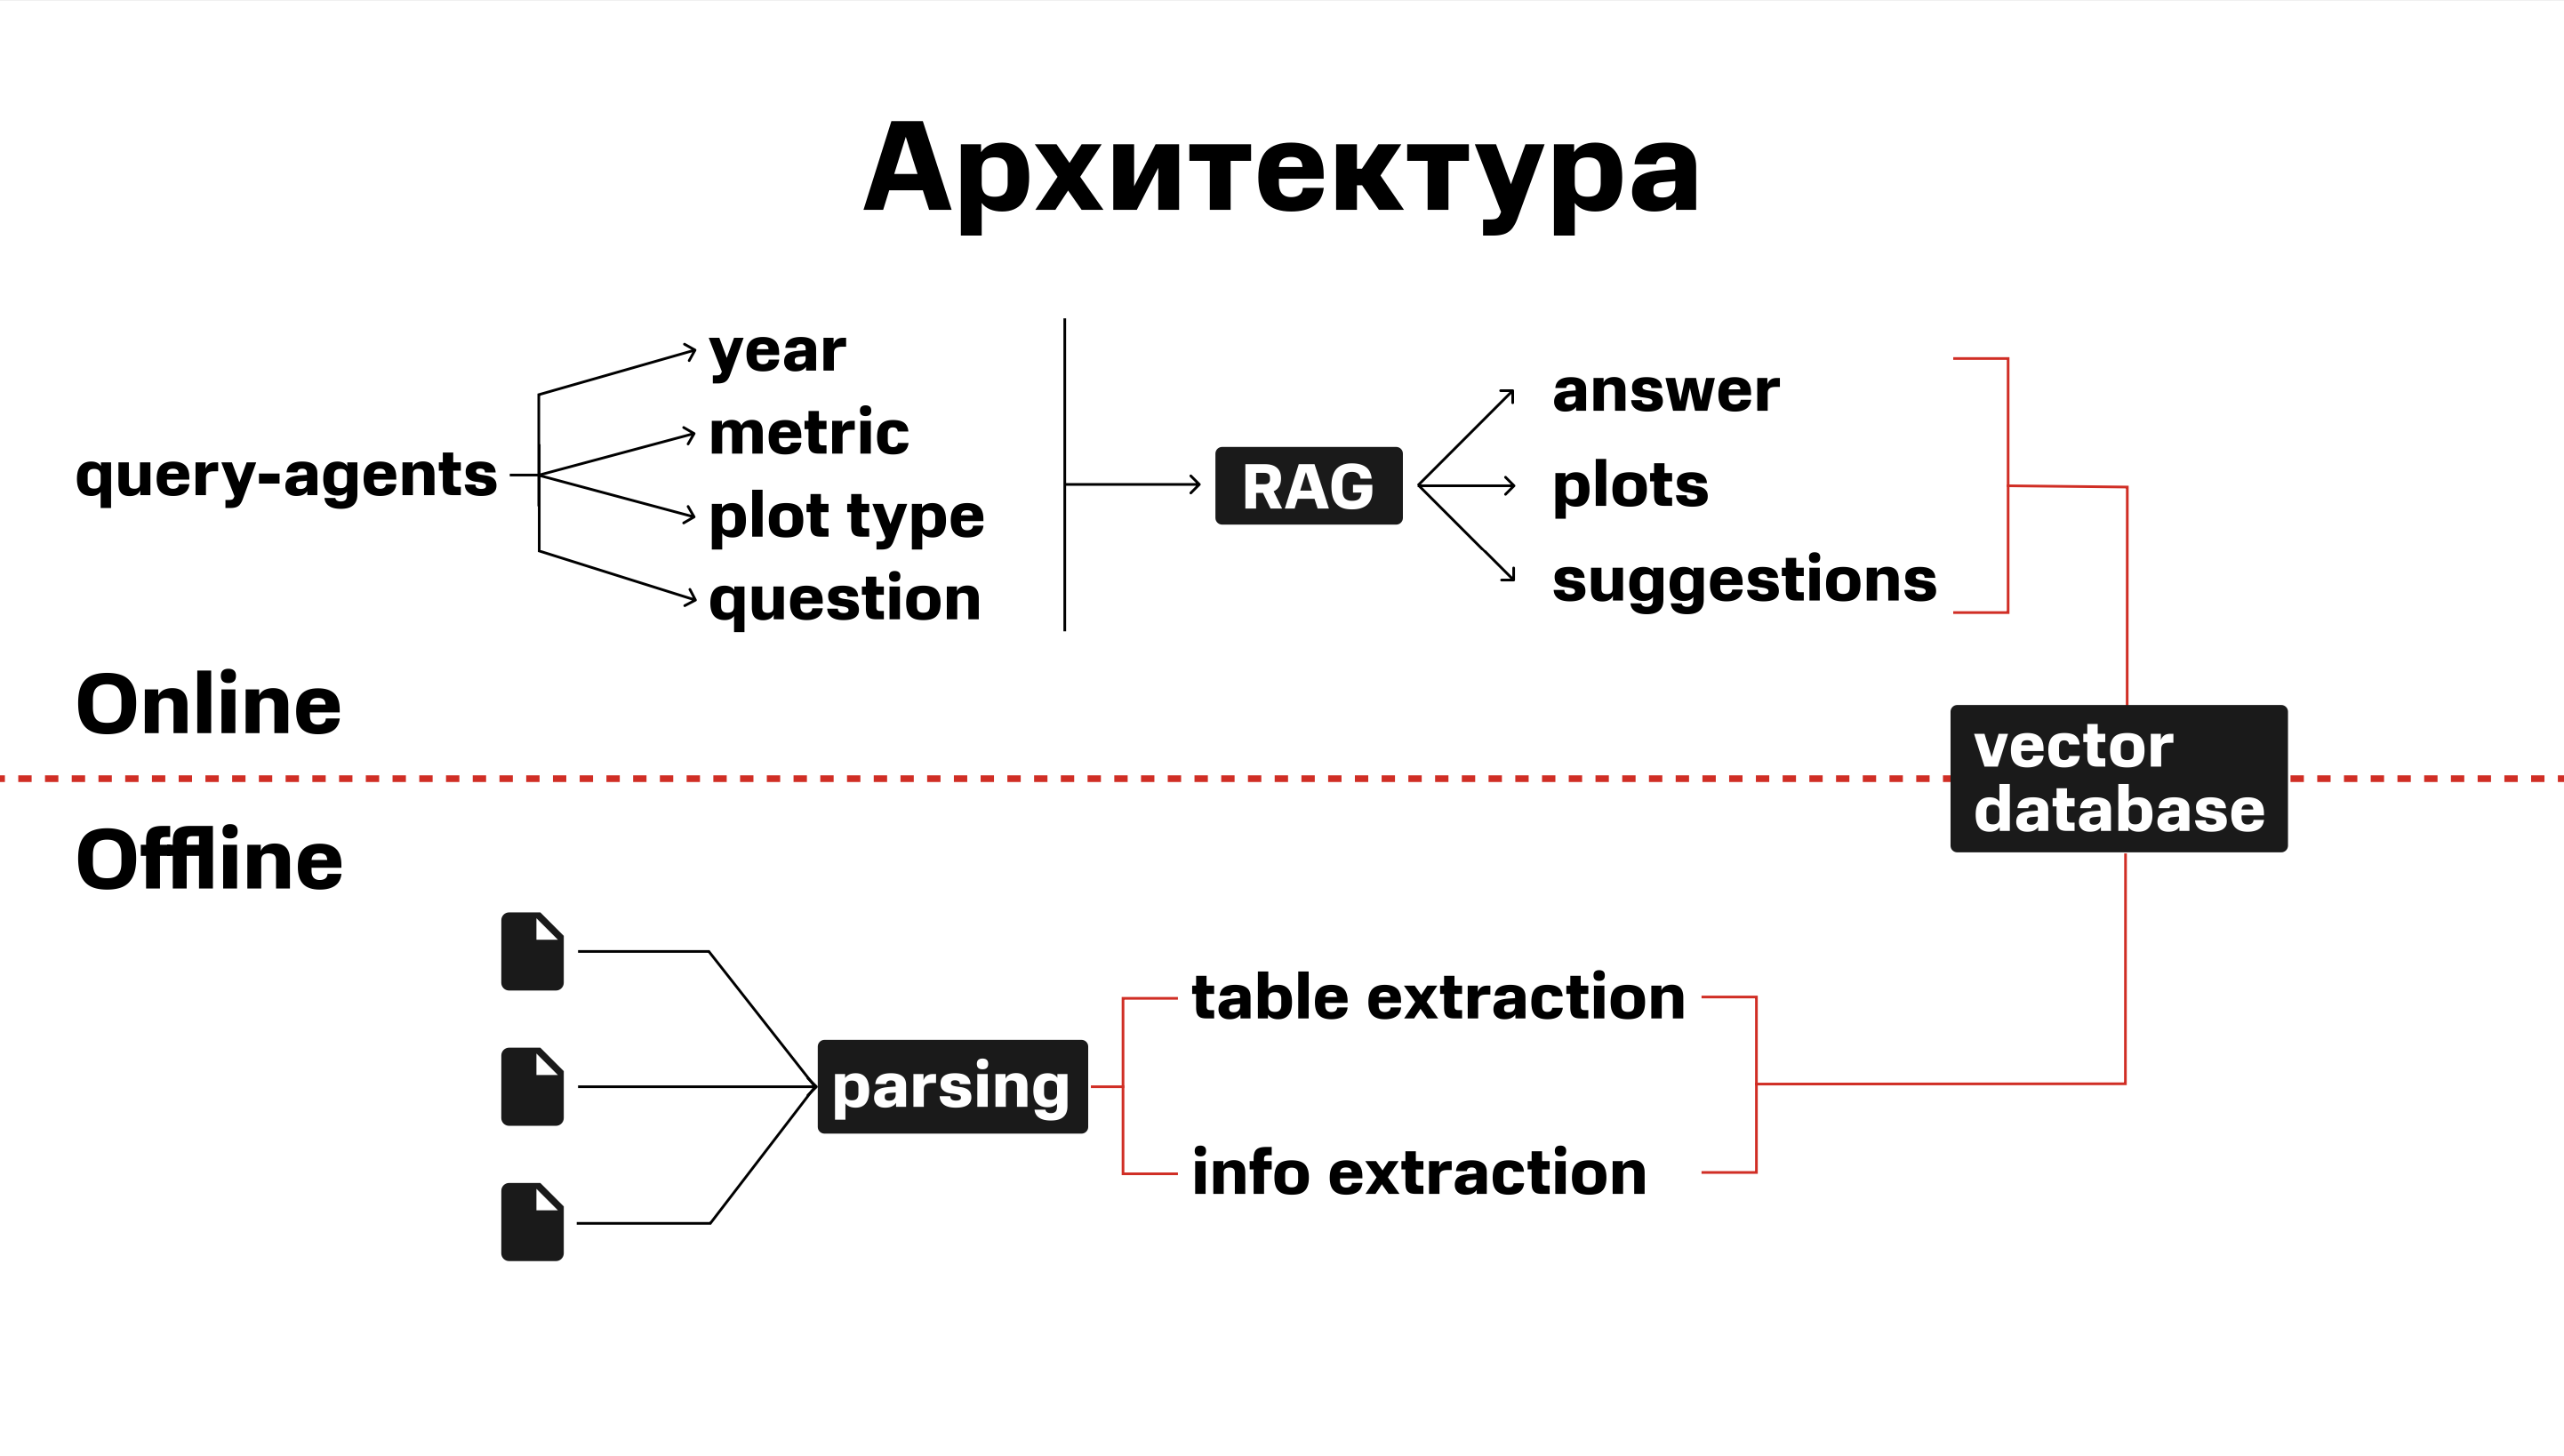 Архитектура
query-agents
year
metric
plot type
question
RAG
answer
plots
suggestions
Online
vector
database
Offline
parsing
table extraction
info extraction